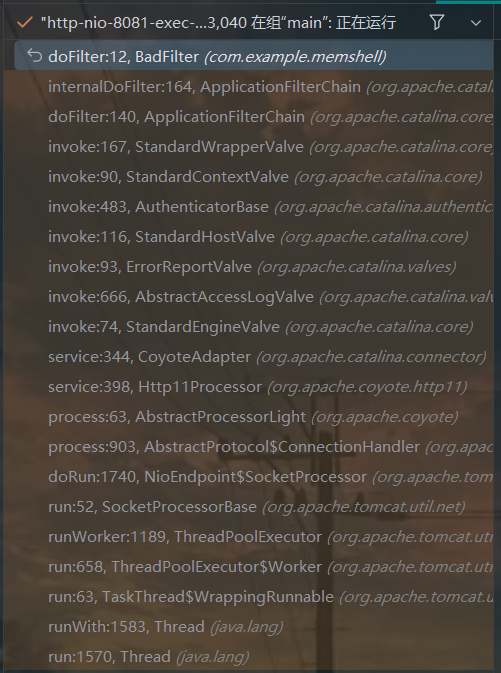 "http-nio-8081-exec-...3,040 在组“main”: 正在运行
doFilter:12, BadFilter (com.example.memshell)
internalDoFilter:164, ApplicationFilterChain (org.apache.catal
doFilter:140, ApplicationFilterChain (org.apache.catalina.core
invoke:167, StandardWrapperValve (org.apache.catalina.core)
invoke:90, StandardContextValve (org.apache.catalina.core)
invoke:483, AuthenticatorBase (org.apache.catalina.authentic
invoke:116, StandardHostValve (org.apache.catalina.core)
invoke:93, ErrorReportValve (org.apache.catalina.valves)
invoke:666, AbstractAccessLogValve (org.apache.catalina.valv
invoke:74, StandardEngineValve (org.apache.catalina.core)
service:344, CoyoteAdapter (org.apache.catalina.connector)
service:398, Http11Processor (org.apache.coyote.http11)
process:63, AbstractProcessorLight (org.apache.coyote)
process:903, AbstractProtocol$ConnectionHandler (org.apac
doRun:1740, NioEndpoint$SocketProcessor (org.apache.tom
run:52, SocketProcessorBase (org.apache.tomcat.util.net)
runWorker:1189, ThreadPoolExecutor (org.apache.tomcat.uti
run:658, ThreadPoolExecutor$Worker (org.apache.tomcat.uti
run:63, TaskThread$WrappingRunnable (org.apache.tomcat.u
runWith:1583, Thread (java.lang)
run:1570, Thread (java.lang)